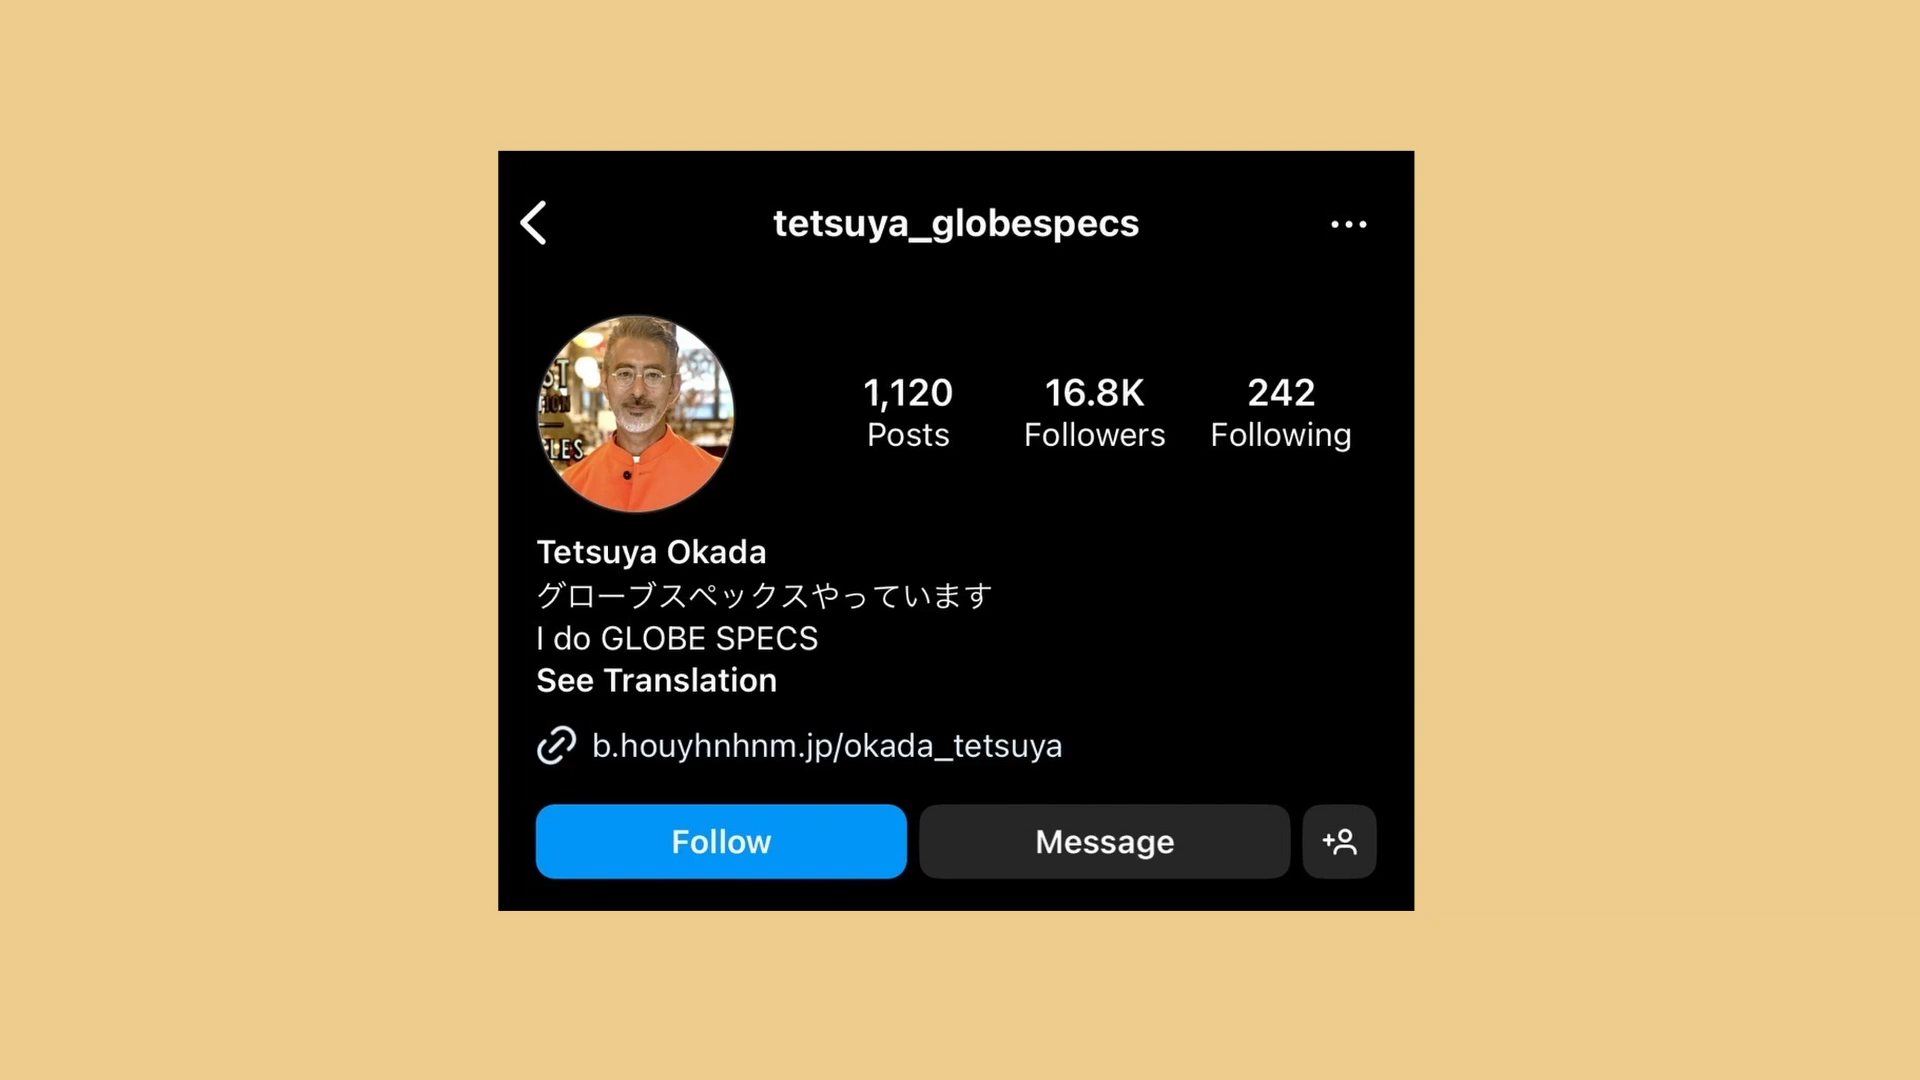 tetsuya_globespecs
1,120
Posts
16.8K
Followers
242
Following
Tetsuya Okada
グローブスペックスやっています
I do GLOBE SPECS
See Translation
b.houyhnhnm.jp/okada_tetsuya
Follow
Message